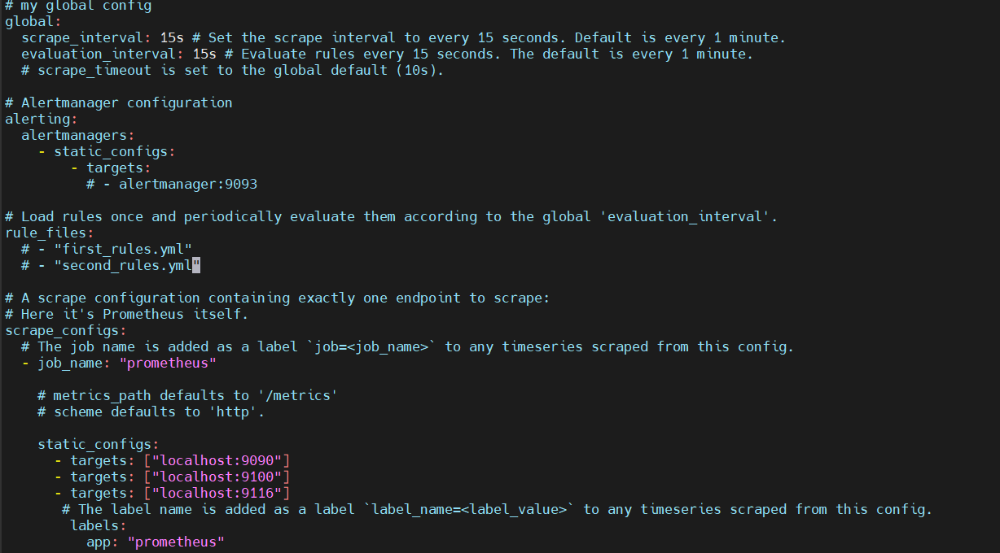 # my global config
global:
  scrape_interval: 15s # Set the scrape interval to every 15 seconds. Default is every 1 minute.
  evaluation_interval: 15s # Evaluate rules every 15 seconds. The default is every 1 minute.
  # scrape_timeout is set to the global default (10s).

# Alertmanager configuration
alerting:
  alertmanagers:
    - static_configs:
        - targets:
          # - alertmanager:9093

# Load rules once and periodically evaluate them according to the global 'evaluation_interval'.
rule_files:
  # - "first_rules.yml"
  # - "second_rules.yml"

# A scrape configuration containing exactly one endpoint to scrape:
# Here it's Prometheus itself.
scrape_configs:
  # The job name is added as a label `job=<job_name>` to any timeseries scraped from this config.
  - job_name: "prometheus"

    # metrics_path defaults to '/metrics'
    # scheme defaults to 'http'.

    static_configs:
      - targets: ["localhost:9090"]
      - targets: ["localhost:9100"]
      - targets: ["localhost:9116"]
       # The label name is added as a label `label_name=<label_value>` to any timeseries scraped from this config.
        labels:
          app: "prometheus"